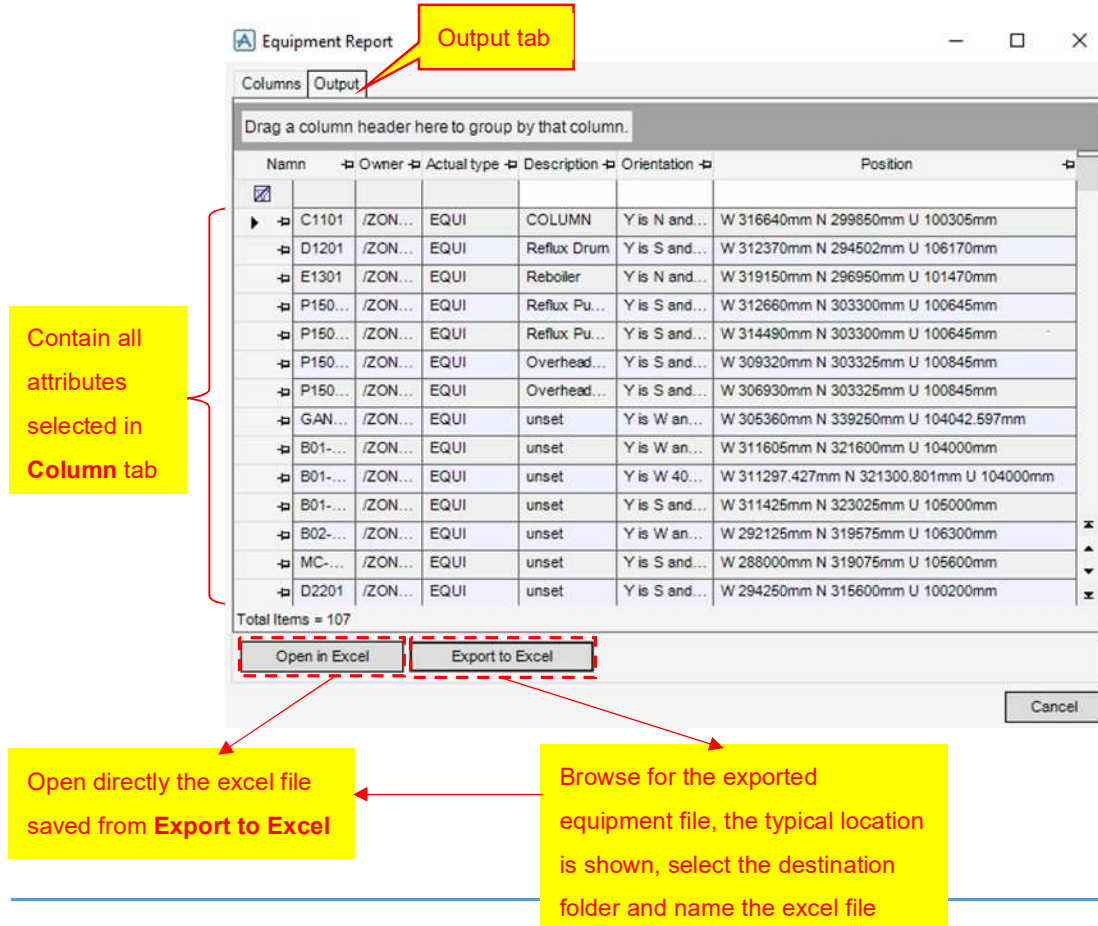 Equipment Report
Output tab
Columns Output
Drag a column header here to group by that column.
Namn Owner Actual type Description Orientation Position
C1101 /ZON... EQUI COLUMN Y is N and... W 316640mm N 299850mm U 100305mm
D1201 /ZON... EQUI Reflux Drum Y is S and... W 312370mm N 294502mm U 106170mm
E1301 /ZON... EQUI Reboiler Y is N and... W 319150mm N 296950mm U 101470mm
P150... /ZON... EQUI Reflux Pu... Y is S and... W 312660mm N 303300mm U 100645mm
P150... /ZON... EQUI Reflux Pu... Y is S and... W 314490mm N 303300mm U 100645mm
P150... /ZON... EQUI Overhead... Y is S and... W 309320mm N 303325mm U 100845mm
P150... /ZON... EQUI Overhead... Y is S and... W 306930mm N 303325mm U 100845mm
GAN... /ZON... EQUI unset Y is W an... W 305360mm N 339250mm U 104042.597mm
B01-... /ZON... EQUI unset Y is W an... W 311605mm N 321600mm U 104000mm
B01-... /ZON... EQUI unset Y is W 40... W 311297.427mm N 321300.801mm U 104000mm
B01-... /ZON... EQUI unset Y is S and... W 311425mm N 323025mm U 105000mm
B02-... /ZON... EQUI unset Y is W an... W 292125mm N 319575mm U 106300mm
MC-... /ZON... EQUI unset Y is S and... W 288000mm N 319075mm U 105600mm
D2201 /ZON... EQUI unset Y is S and... W 294250mm N 315600mm U 100200mm
Total Items = 107
Open in Excel Export to Excel
Cancel
Contain all
attributes
selected in
Column tab
Open directly the excel file
saved from Export to Excel
Browse for the exported
equipment file, the typical location
is shown, select the destination
folder and name the excel file